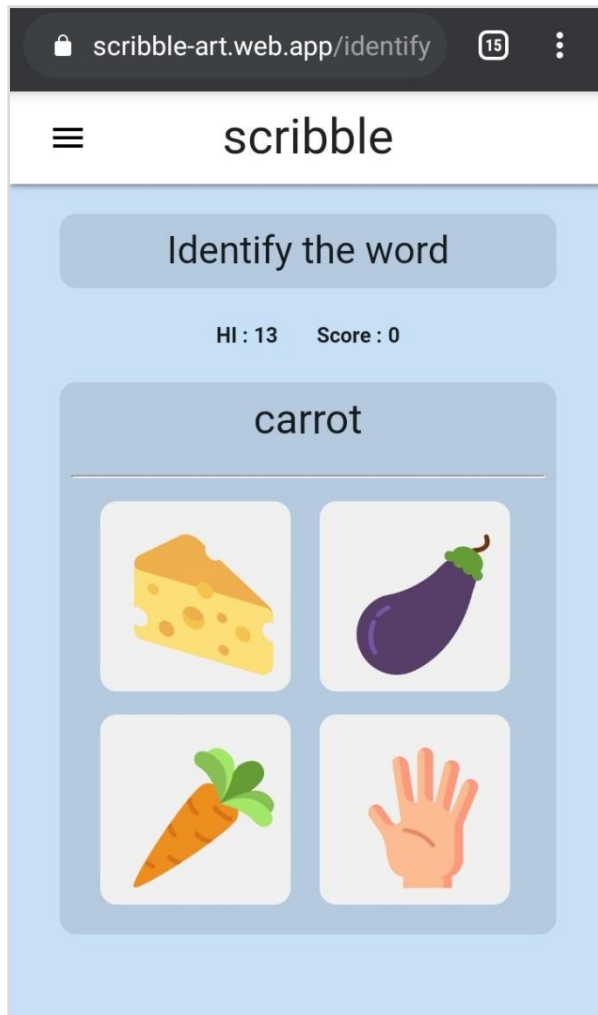 scribble-art.web.app/identify 15
scribble
Identify the word
HI : 13 Score : 0
carrot